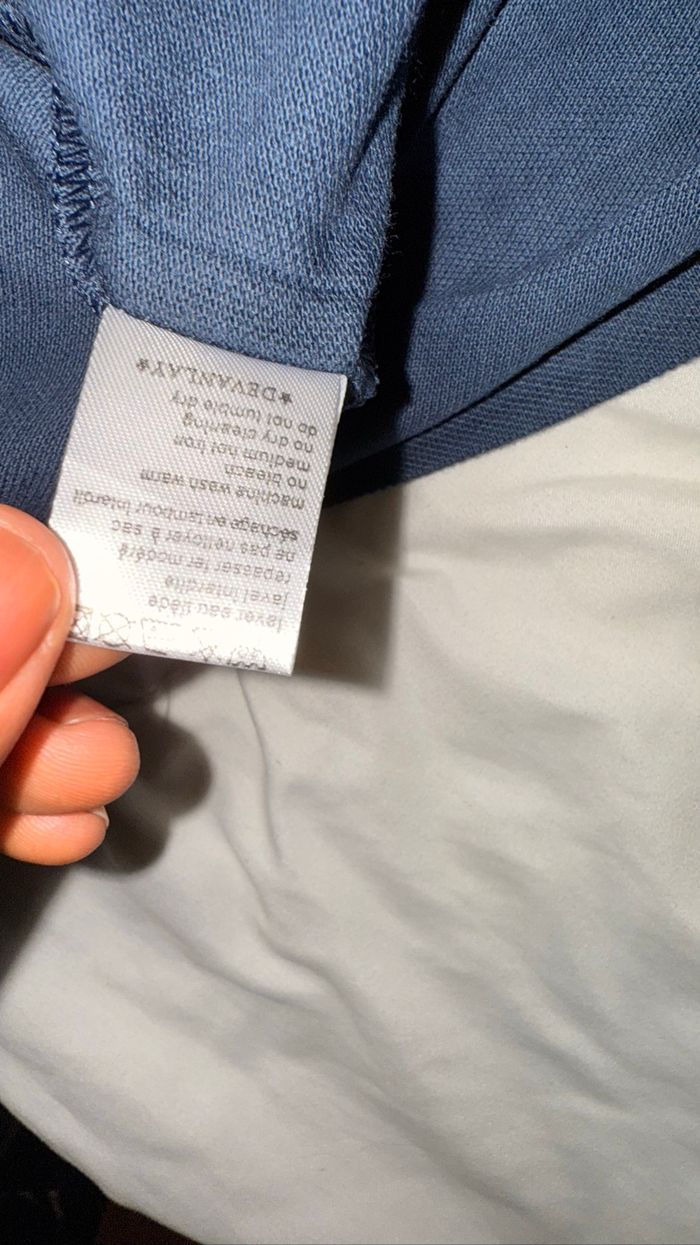 laver eau tiède
javel interdite
repasser fer modéré
ne pas nettoyer à sec
séchage en tambour interdit
machine wash warm
no bleach
medium hot iron
no dry cleaning
do not tumble dry
*DEVANLAY*